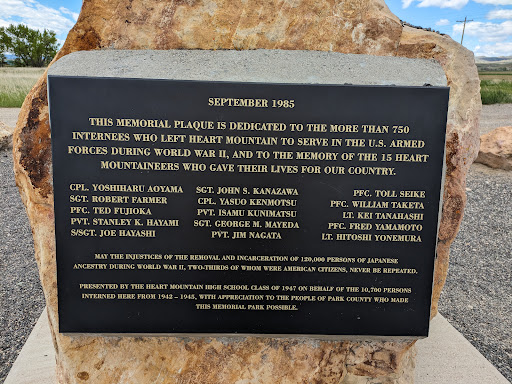 SEPTEMBER 1985
THIS MEMORIAL PLAQUE IS DEDICATED TO THE MORE THAN 750
INTERNEES WHO LEFT HEART MOUNTAIN TO SERVE IN THE U.S. ARMED
FORCES DURING WORLD WAR II, AND TO THE MEMORY OF THE 15 HEART
MOUNTAINEERS WHO GAVE THEIR LIVES FOR OUR COUNTRY.
CPL. YOSHIHARU AOYAMA
SGT. ROBERT FARMER
PFC. TED FUJIOKA
PVT. STANLEY K. HAYAMI
S/SGT. JOE HAYASHI
SGT. JOHN S. KANAZAWA
CPL. YASUO KENMOTSU
PVT. ISAMU KUNIMATSU
SGT. GEORGE M. MAYEDA
PVT. JIM NAGATA
PFC. TOLL SEIKE
PFC. WILLIAM TAKETA
LT. KEI TANAHASHI
PFC. FRED YAMAMOTO
LT. HITOSHI YONEMURA
MAY THE INJUSTICES OF THE REMOVAL AND INCARCERATION OF 120,000 PERSONS OF JAPANESE
ANCESTRY DURING WORLD WAR II, TWO-THIRDS OF WHOM WERE AMERICAN CITIZENS, NEVER BE REPEATED.
PRESENTED BY THE HEART MOUNTAIN HIGH SCHOOL CLASS OF 1947 ON BEHALF OF THE 10,700 PERSONS
INTERNED HERE FROM 1942 - 1945, WITH APPRECIATION TO THE PEOPLE OF PARK COUNTY WHO MADE
THIS MEMORIAL PARK POSSIBLE.